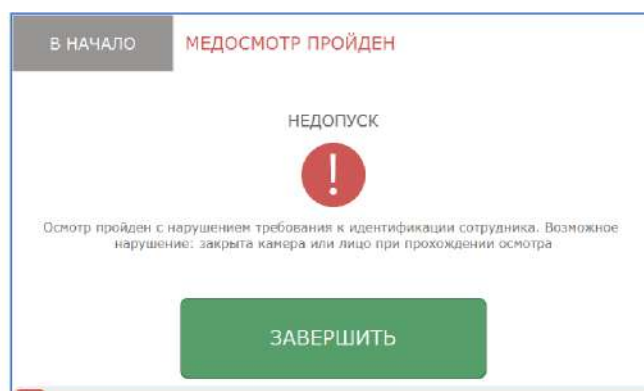 В НАЧАЛО
МЕДОСМОТР ПРОЙДЕН
НЕДОПУСК
!
Осмотр пройден с нарушением требования к идентификации сотрудника. Возможное
нарушение: закрыта камера или лицо при прохождении осмотра
ЗАВЕРШИТЬ